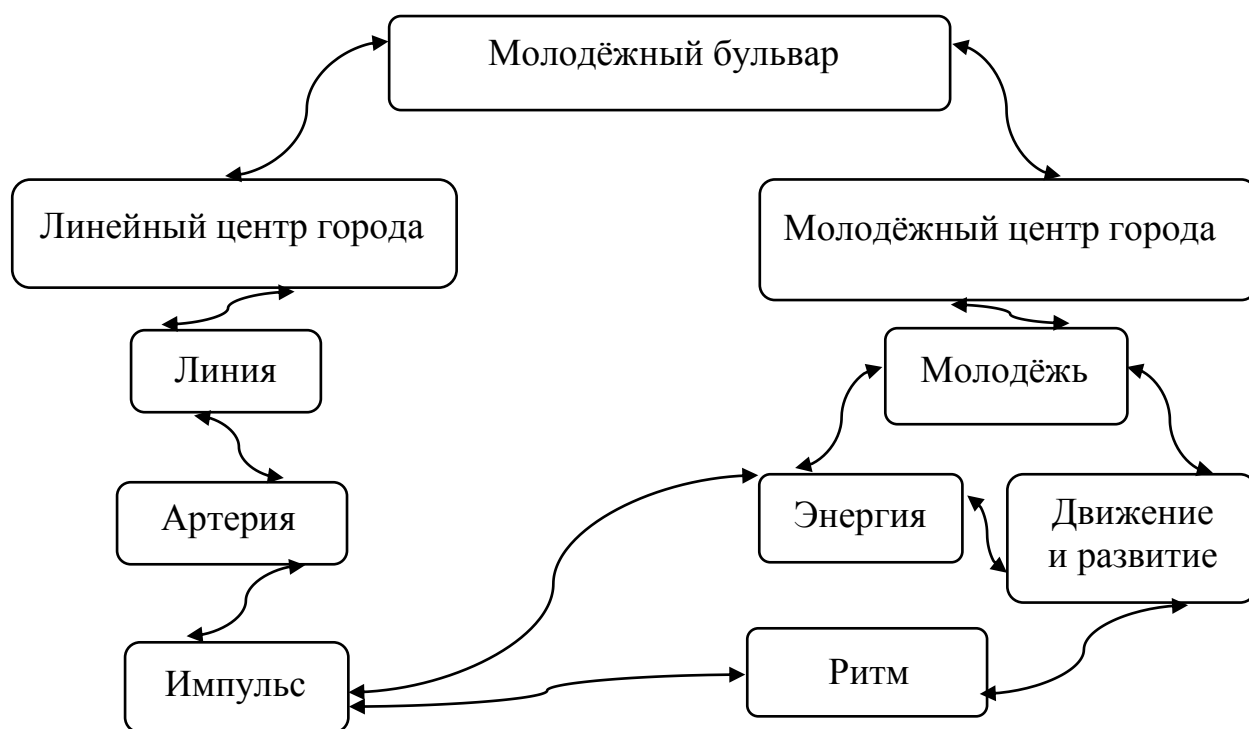 Молодёжный бульвар
Линейный центр города
Молодёжный центр города
Линия
Молодёжь
Артерия
Энергия
Движение
и развитие
Импульс
Ритм